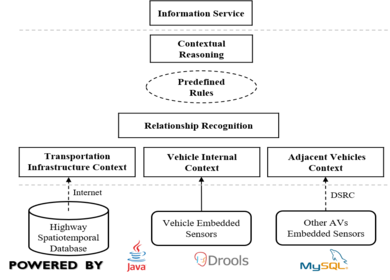 Information Service
Contextual
Reasoning
Predefined
Rules
Relationship Recognition
Transportation
Infrastructure Context
Vehicle Internal
Context
Adjacent Vehicles
Context
Internet
DSRC
Highway
Spatiotemporal
Database
Vehicle Embedded
Sensors
Other AVs
Embedded Sensors
POWERED BY
Java
Drools
MySQL